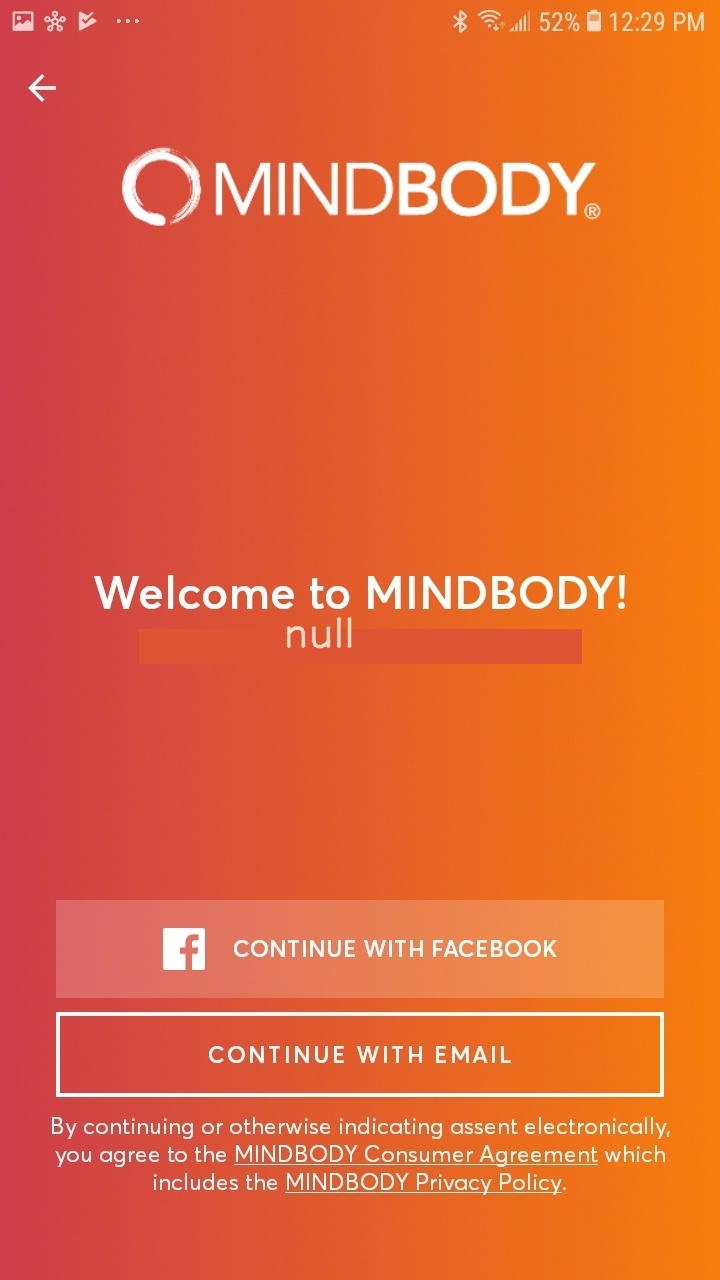 52% 12:29 PM
MINDBODY®
Welcome to MINDBODY!
null
CONTINUE WITH FACEBOOK
CONTINUE WITH EMAIL
By continuing or otherwise indicating assent electronically,
you agree to the MINDBODY Consumer Agreement which
includes the MINDBODY Privacy Policy.